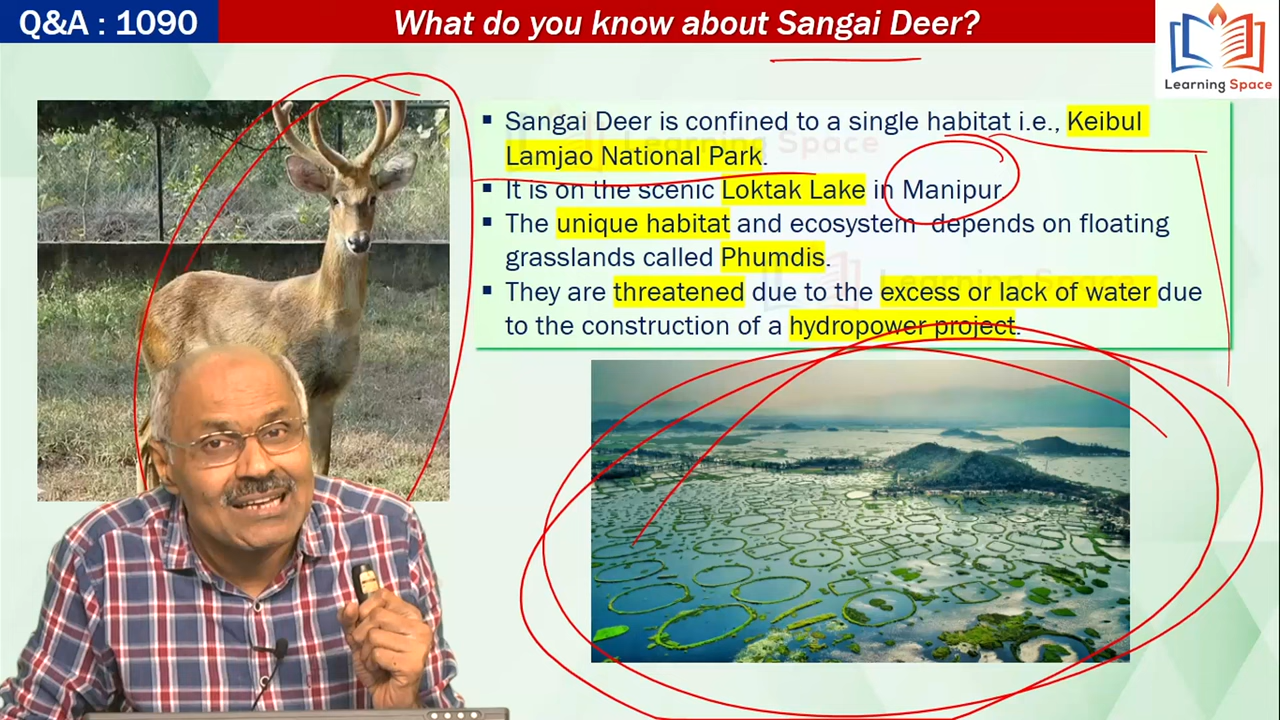 Q&A : 1090
What do you know about Sangai Deer?
Learning Space
▪ Sangai Deer is confined to a single habitat i.e., Keibul
Lamjao National Park.
▪ It is on the scenic Loktak Lake in Manipur
▪ The unique habitat and ecosystem depends on floating
grasslands called Phumdis.
▪ They are threatened due to the excess or lack of water due
to the construction of a hydropower project.